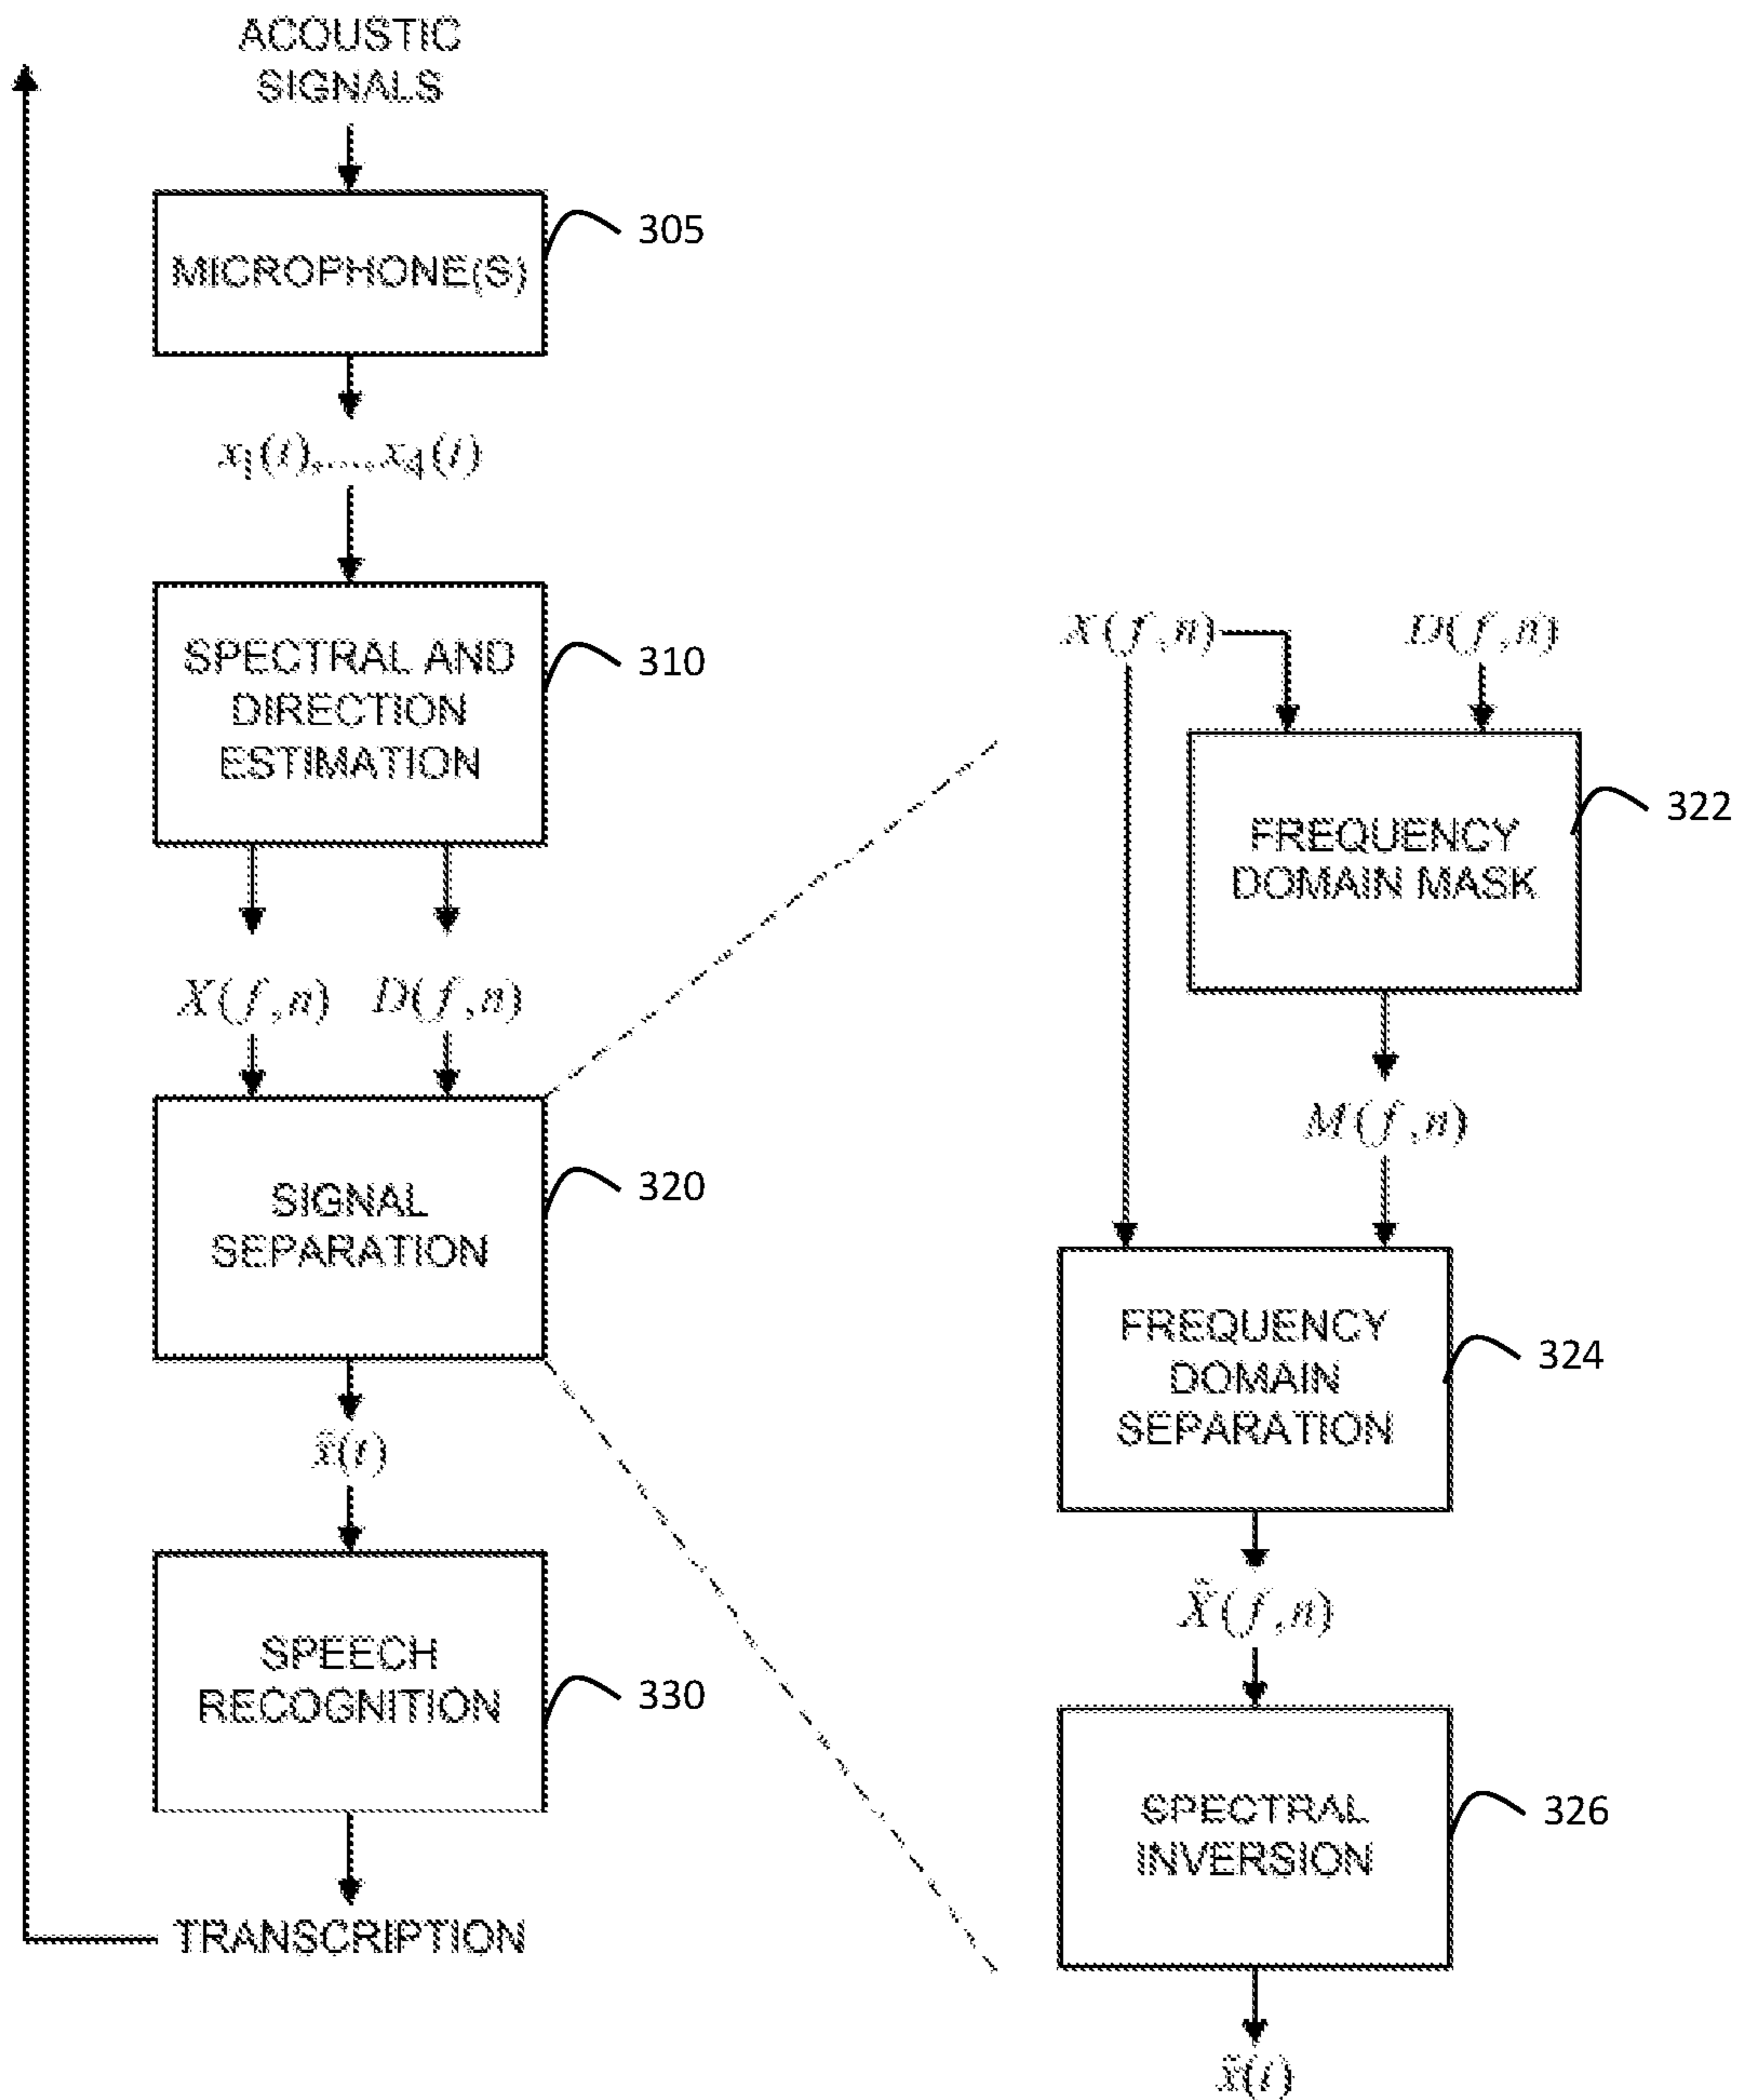 ACOUSTIC
SIGNALS
MICROPHONE(S)
305
x₁(t),....,x₄(t)
SPECTRAL AND
DIRECTION
ESTIMATION
310
X(f,n) D(f,n)
SIGNAL
SEPARATION
320
x̃(t)
SPEECH
RECOGNITION
330
TRANSCRIPTION
X(f,n) D(f,n)
FREQUENCY
DOMAIN MASK
322
M(f,n)
FREQUENCY
DOMAIN
SEPARATION
324
X̃(f,n)
SPECTRAL
INVERSION
326
x̃(t)